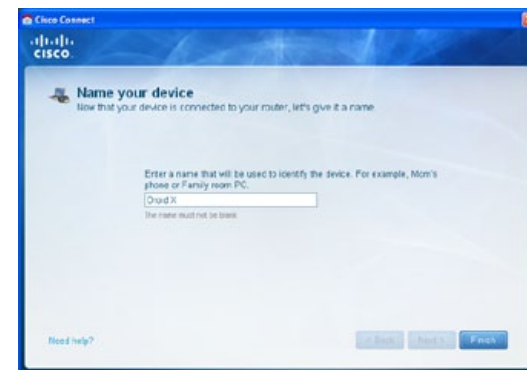 Cisco Connect
CISCO
Name your device
Now that your device is connected to your router, let's give it a name
Enter a name that will be used to identify the device. For example, Mom's
phone or Family room PC.
Droid X
The name must not be blank
Need help?
< Back Next > Finish